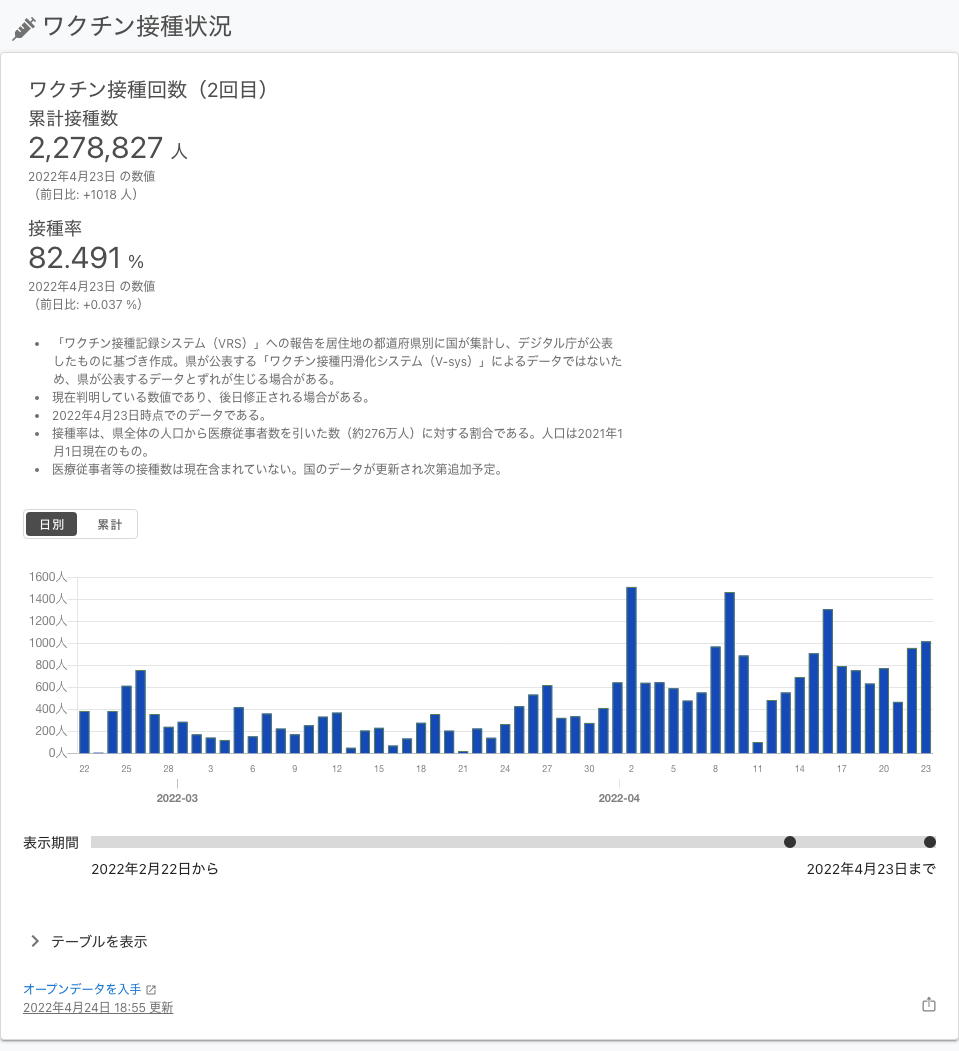 ワクチン接種状況
ワクチン接種回数（2回目）
累計接種数
2,278,827 人
2022年4月23日 の数値
（前日比: +1018 人）
接種率
82.491 %
2022年4月23日 の数値
（前日比: +0.037 %）
• 「ワクチン接種記録システム（VRS）」への報告を居住地の都道府県別に国が集計し、デジタル庁が公表
したものに基づき作成。県が公表する「ワクチン接種円滑化システム（V-sys）」によるデータではないた
め、県が公表するデータとずれが生じる場合がある。
• 現在判明している数値であり、後日修正される場合がある。
• 2022年4月23日時点でのデータである。
• 接種率は、県全体の人口から医療従事者数を引いた数（約276万人）に対する割合である。人口は2021年1
月1日現在のもの。
• 医療従事者等の接種数は現在含まれていない。国のデータが更新され次第追加予定。
日別 累計
1600人
1400人
1200人
1000人
800人
600人
400人
200人
0人
22 25 28 3 6 9 12 15 18 21 24 27 30 2 5 8 11 14 17 20 23
2022-03 2022-04
表示期間
2022年2月22日から 2022年4月23日まで
テーブルを表示
オープンデータを入手
2022年4月24日 18:55 更新